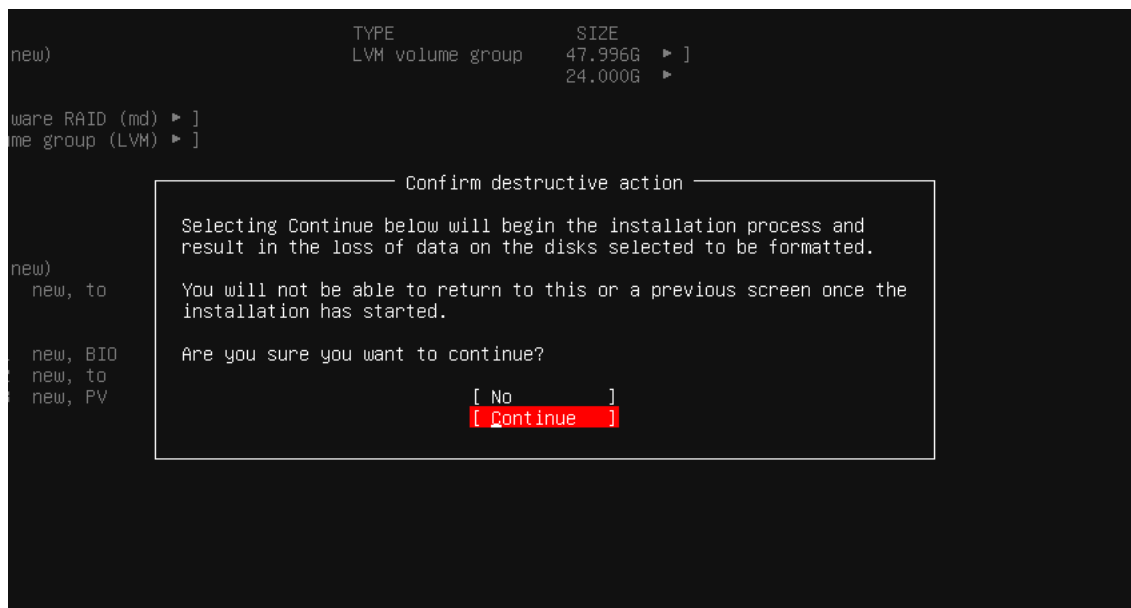 TYPE SIZE
new) LVM volume group 47.996G ▸ ]
24.000G ▸
ware RAID (md) ▸ ]
me group (LVM) ▸ ]
Confirm destructive action
Selecting Continue below will begin the installation process and
result in the loss of data on the disks selected to be formatted.
new)
new, to
You will not be able to return to this or a previous screen once the
installation has started.
new, BIO
Are you sure you want to continue?
new, to
new, PV
[ No ]
[ Continue ]